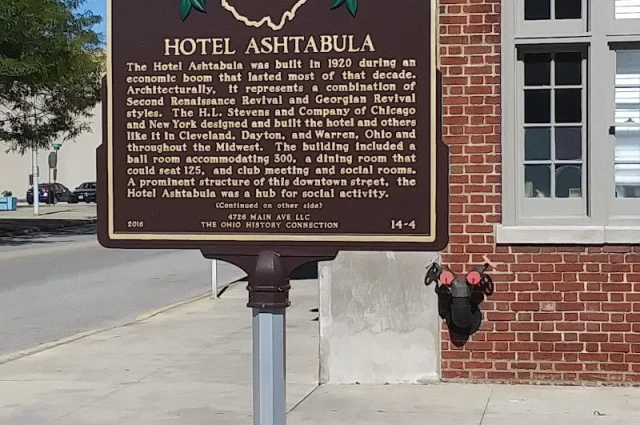 HOTEL ASHTABULA
The Hotel Ashtabula was built in 1920 during an
economic boom that lasted most of that decade.
Architecturally, it represents a combination of
Second Renaissance Revival and Georgian Revival
styles. The H.L. Stevens and Company of Chicago
and New York designed and built the hotel and others
like it in Cleveland, Dayton, and Warren, Ohio and
throughout the Midwest. The building included a
ball room accommodating 300, a dining room that
could seat 125, and club meeting and social rooms.
A prominent structure of this downtown street, the
Hotel Ashtabula was a hub for social activity.
(Continued on other side)
4726 MAIN AVE LLC
2016 THE OHIO HISTORY CONNECTION 14-4